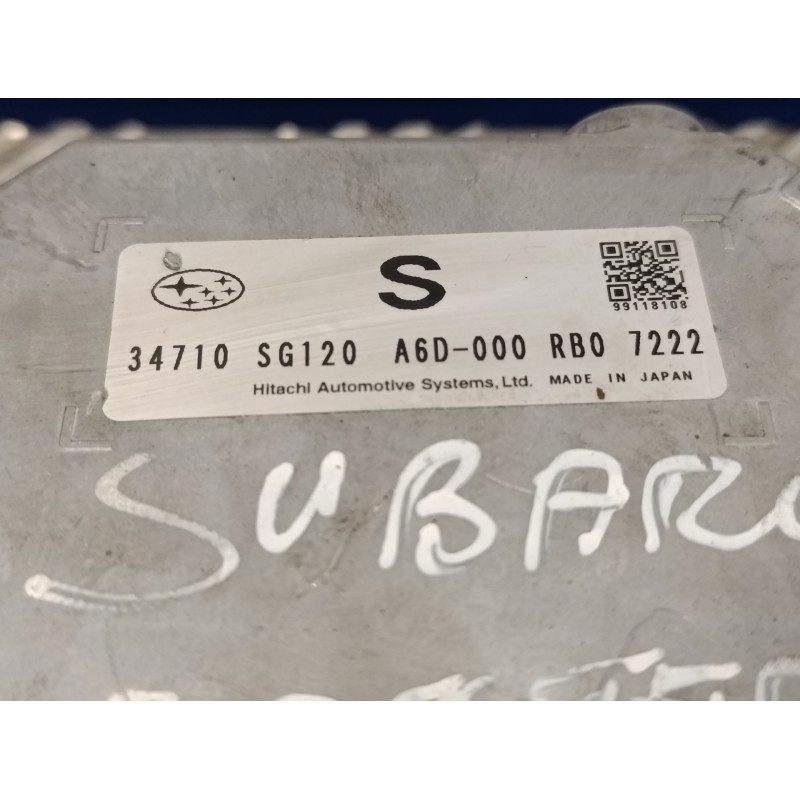 S
99118108
34710 SG120 A6D-000 RB0 7222
Hitachi Automotive Systems, Ltd. MADE IN JAPAN
SUBARU